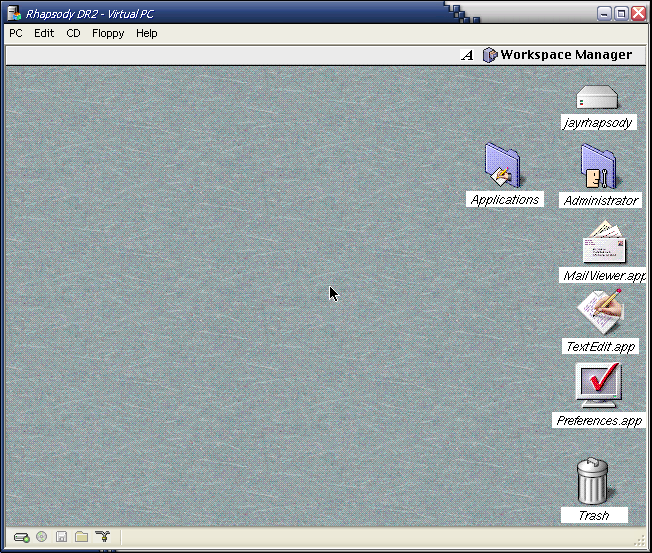 Rhapsody DR2 - Virtual PC
PC Edit CD Floppy Help
A Workspace Manager
jayrhapsody
Applications Administrator
MailViewer.app
TextEdit.app
Preferences.app
Trash